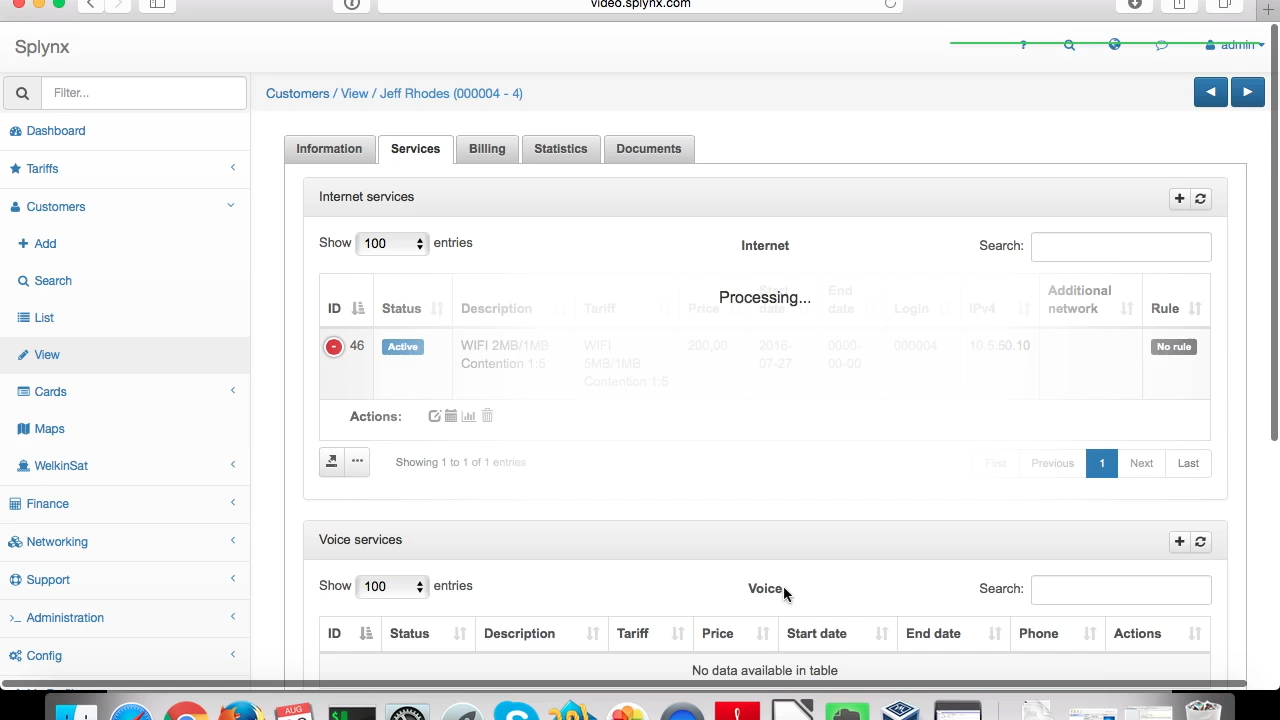 video.splynx.com
Splynx
? admin
Filter...
Customers / View / Jeff Rhodes (000004 - 4)
Dashboard
Tariffs
Customers
Add
Search
List
View
Cards
Maps
WelkinSat
Finance
Networking
Support
Administration
Config
Information Services Billing Statistics Documents
Internet services
Show 100 entries Internet Search:
Processing...
ID Status Description Tariff Price Start date End date Login IPv4 Additional network Rule
46 Active WIFI 2MB/1MB Contention 1:5 WIFI 5MB/1MB Contention 1:5 200,00 2016-07-27 0000-00-00 000004 10.5.50.10 No rule
Actions:
Showing 1 to 1 of 1 entries First Previous 1 Next Last
Voice services
Show 100 entries Voice Search:
ID Status Description Tariff Price Start date End date Phone Actions
No data available in table
AUG